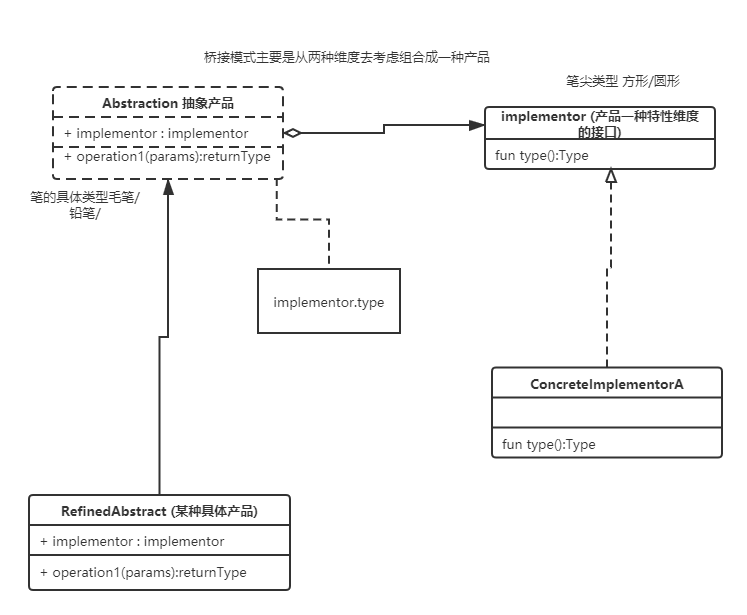 桥接模式主要是从两种维度去考虑组合成一种产品
笔尖类型 方形/圆形
Abstraction 抽象产品
+ implementor : implementor
+ operation1(params):returnType
implementor (产品一种特性维度
的接口)
fun type():Type
笔的具体类型毛笔/
铅笔/
implementor.type
ConcreteImplementorA
fun type():Type
RefinedAbstract (某种具体产品)
+ implementor : implementor
+ operation1(params):returnType